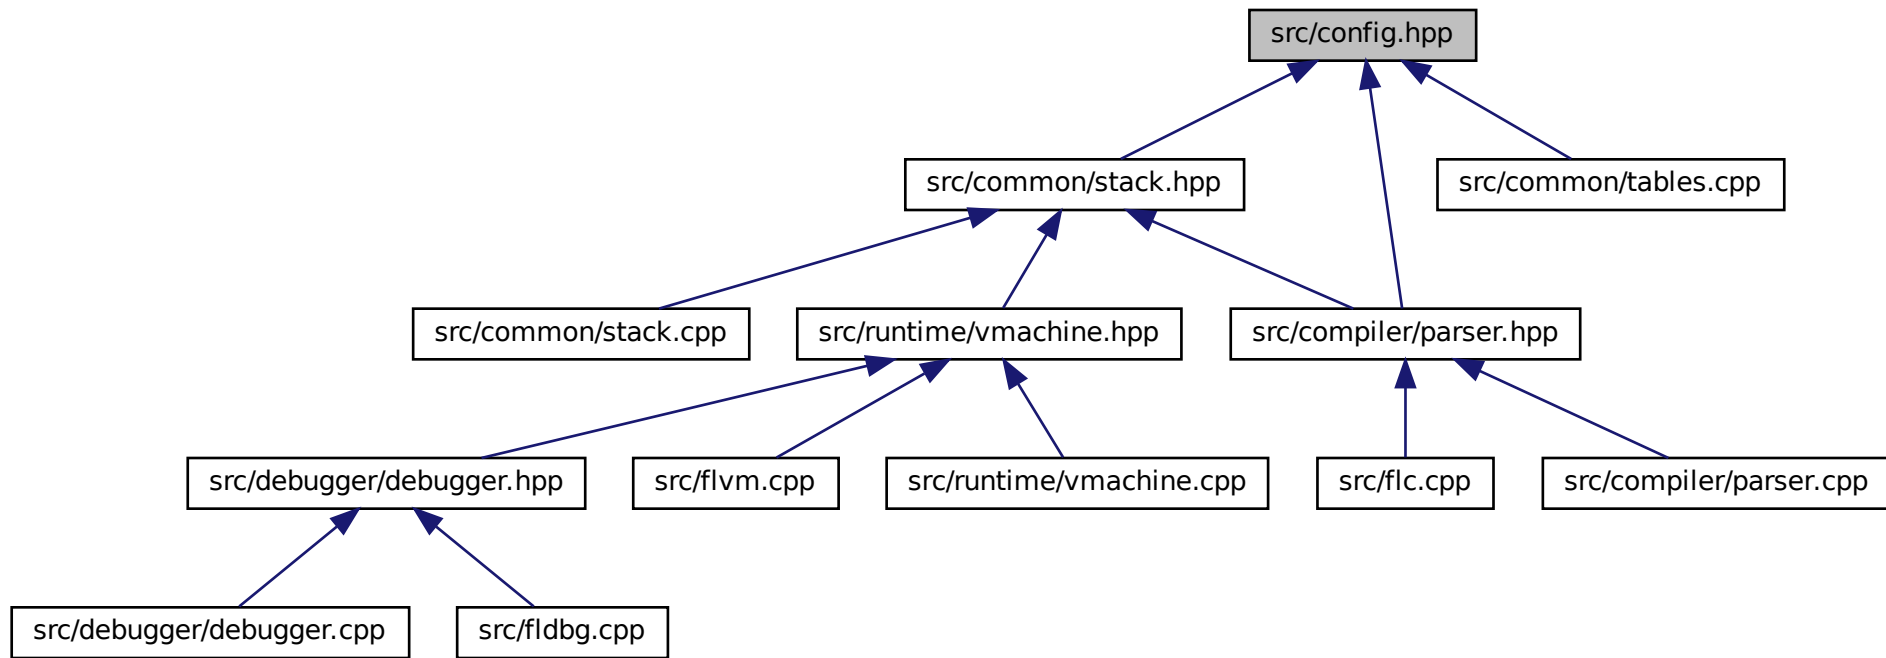 src/config.hpp
src/common/stack.hpp
src/common/tables.cpp
src/common/stack.cpp
src/runtime/vmachine.hpp
src/compiler/parser.hpp
src/debugger/debugger.hpp
src/flvm.cpp
src/runtime/vmachine.cpp
src/flc.cpp
src/compiler/parser.cpp
src/debugger/debugger.cpp
src/fldbg.cpp